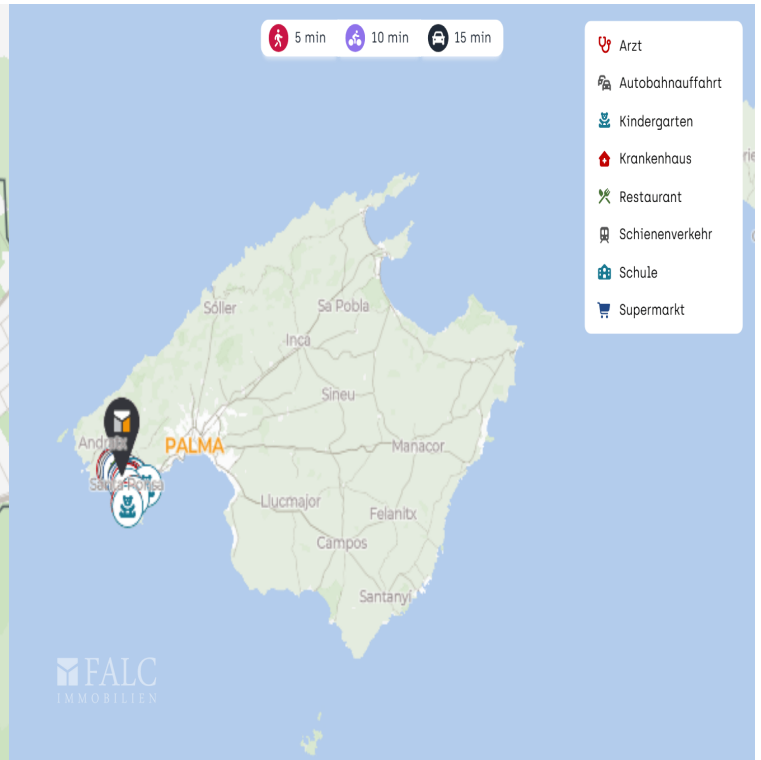 5 min 10 min 15 min
Arzt
Autobahnauffahrt
Kindergarten
Krankenhaus
Restaurant
Schienenverkehr
Schule
Supermarkt
Sóller
Sa Pobla
Inca
Sineu
Andratx
PALMA
Manacor
Santa Ponsa
Llucmajor
Felanitx
Campos
Santanyí
FALC
IMMOBILIEN